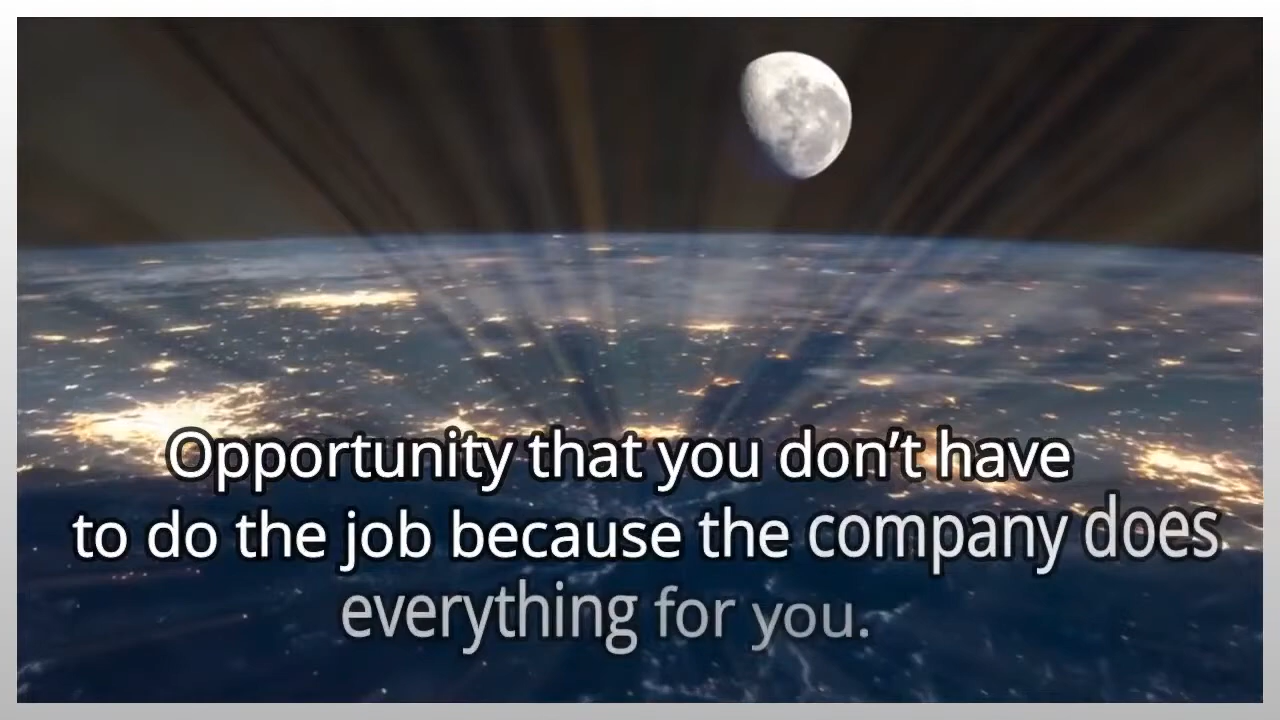 Opportunity that you don’t have
to do the job because the company does
everything for you.